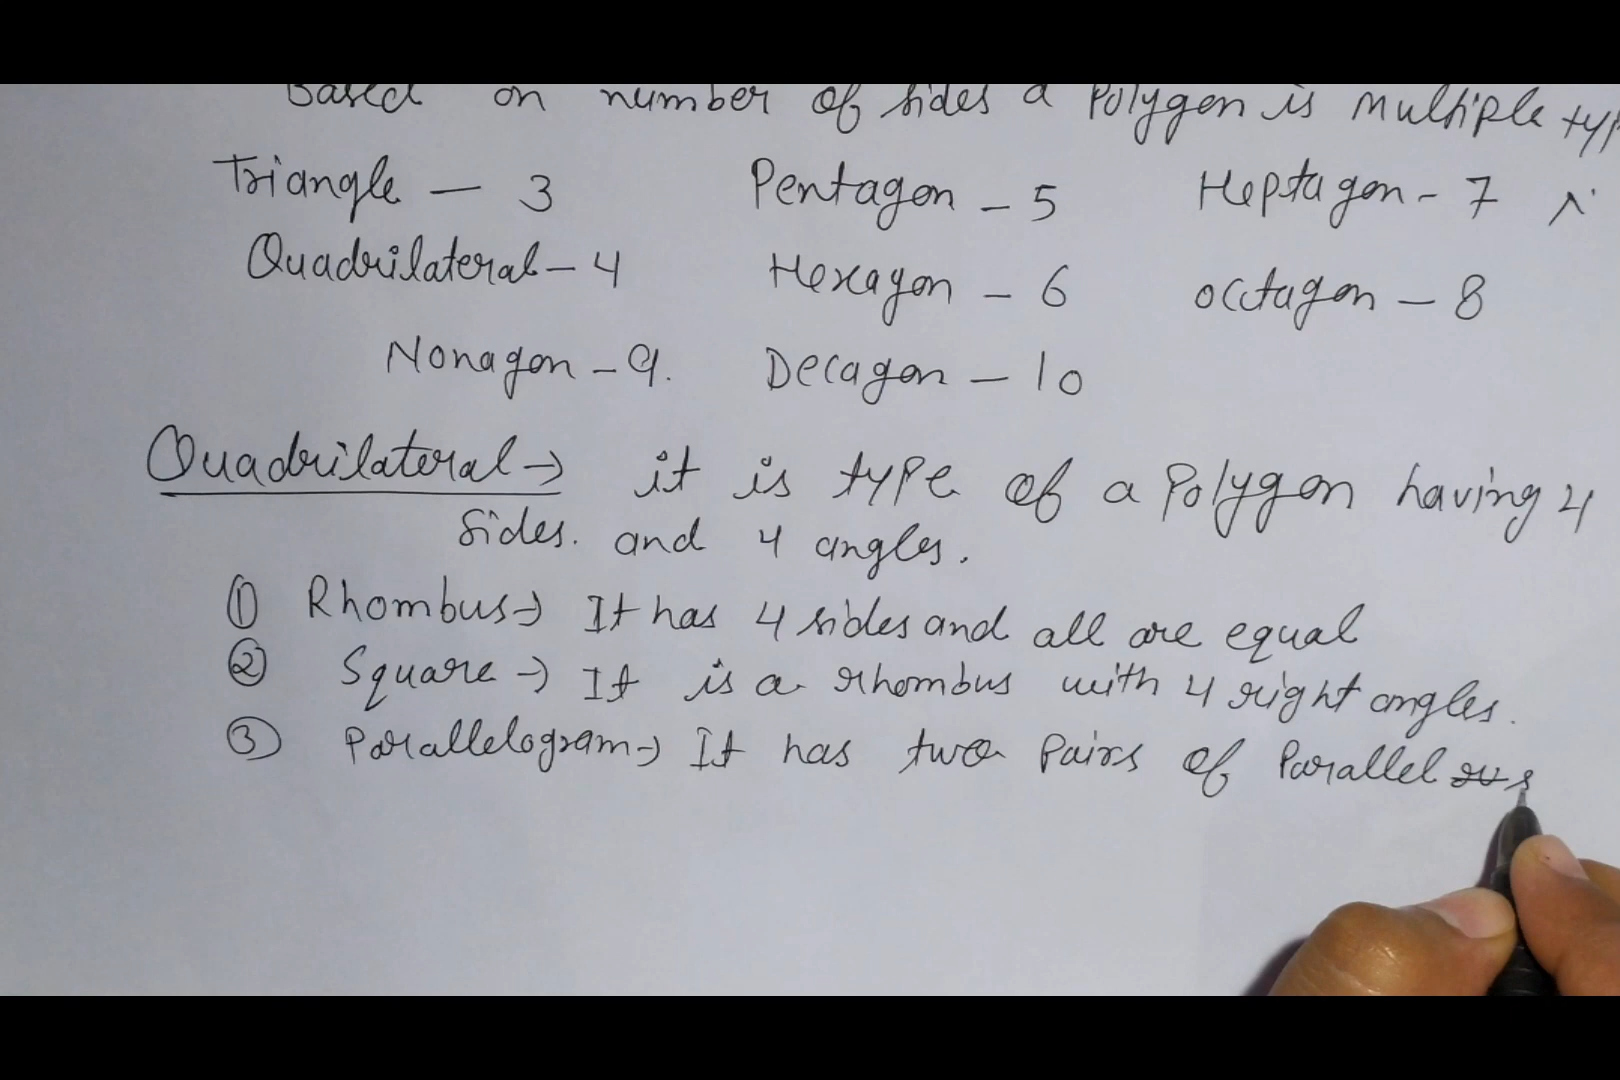 Based on number of sides a Polygon is multiple typ
Triangle - 3 Pentagon - 5 Heptagon - 7
Quadrilateral - 4 Hexagon - 6 octagon - 8
Nonagon - 9. Decagon - 10
Quadrilateral → it is type of a Polygon having 4
sides. and 4 angles.
① Rhombus → It has 4 sides and all are equal
② Square → It is a rhombus with 4 right angles.
③ Parallelogram → It has two Pairs of Parallel